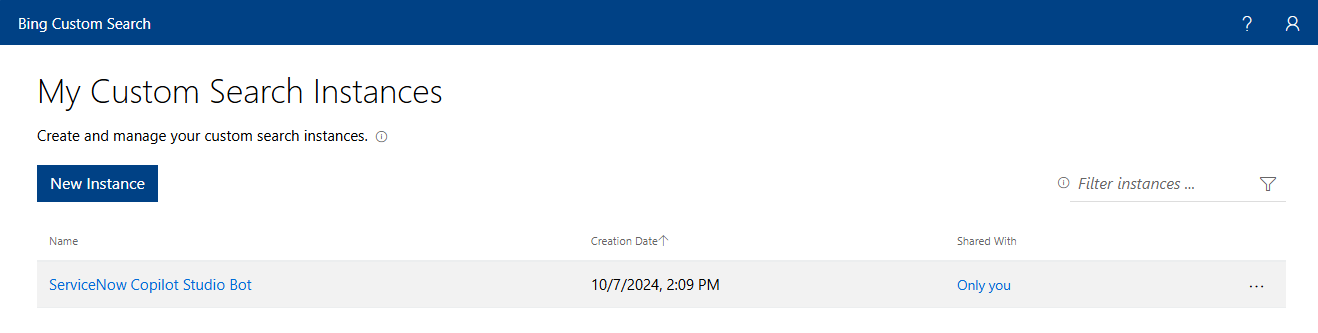 Bing Custom Search
My Custom Search Instances
Create and manage your custom search instances.
New Instance
Filter instances ...
Name Creation Date Shared With
ServiceNow Copilot Studio Bot 10/7/2024, 2:09 PM Only you ...